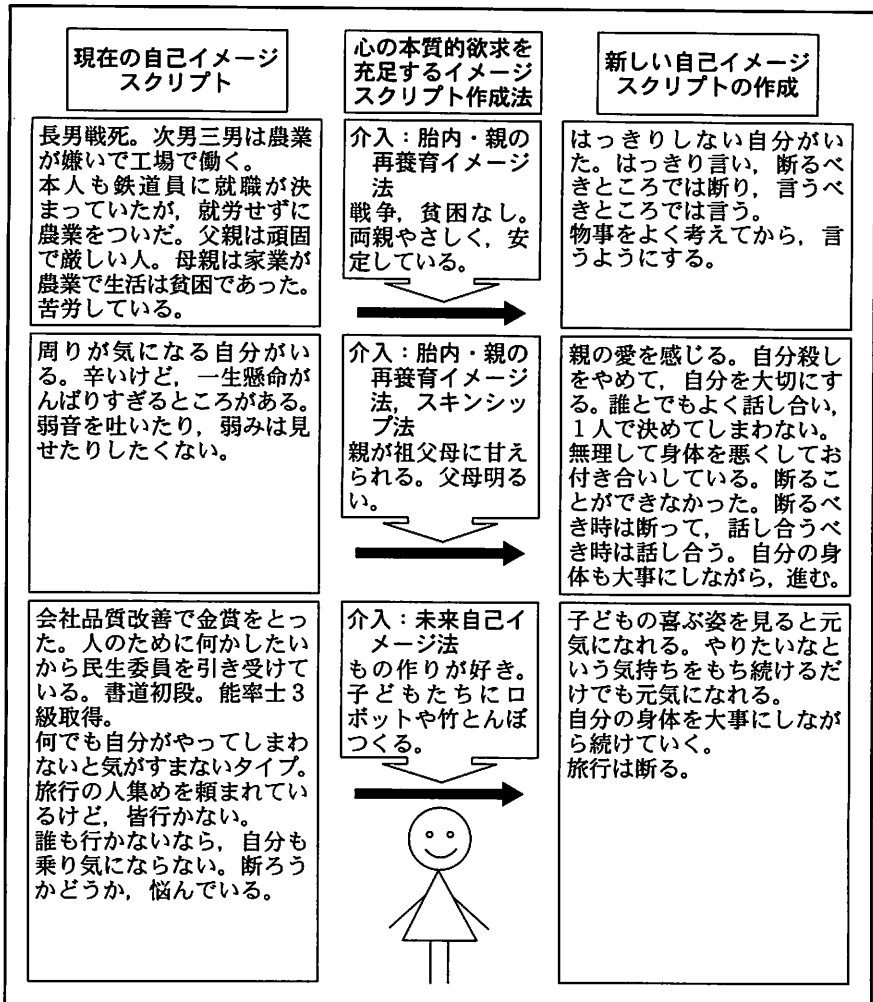 現在の自己イメージ
スクリプト
心の本質的欲求を
充足するイメージ
スクリプト作成法
新しい自己イメージ
スクリプトの作成
長男戦死。次男三男は農業
が嫌いで工場で働く。
本人も鉄道員に就職が決
まっていたが，就労せずに
農業をついだ。父親は頑固
で厳しい人。母親は家業が
農業で生活は貧困であった。
苦労している。
介入：胎内・親の
再養育イメージ
法
戦争，貧困なし。
両親やさしく，安
定している。
はっきりしない自分がい
た。はっきり言い，断るべ
きところでは断り，言うべ
きところでは言う。
物事をよく考えてから，言
うようにする。
周りが気になる自分がい
る。辛いけど，一生懸命が
んばりすぎるところがある。
弱音を吐いたり，弱みは見
せたりしたくない。
介入：胎内・親の
再養育イメージ
法，スキンシッ
プ法
親が祖父母に甘え
られる。父母明る
い。
親の愛を感じる。自分殺し
をやめて，自分を大切にす
る。誰とでもよく話し合い，
１人で決めてしまわない。
無理して身体を悪くしてお
付き合いしている。断るこ
とができなかった。断るべ
き時は断って，話し合うべ
き時は話し合う。自分の身
体も大事にしながら，進む。
会社品質改善で金賞をとっ
た。人のために何かしたい
から民生委員を引き受けて
いる。書道初段。能率士３
級取得。
何でも自分がやってしまわ
ないと気がすまないタイプ。
旅行の人集めを頼まれてい
るけど，皆行かない。
誰も行かないなら，自分も
乗り気にならない。断ろう
かどうか，悩んでいる。
介入：未来自己イ
メージ法
もの作りが好き。
子どもたちにロ
ボットや竹とんぼ
つくる。
子どもの喜ぶ姿を見ると元
気になれる。やりたいなと
いう気持ちをもち続けるだ
けでも元気になれる。
自分の身体を大事にしなが
ら続けていく。
旅行は断る。